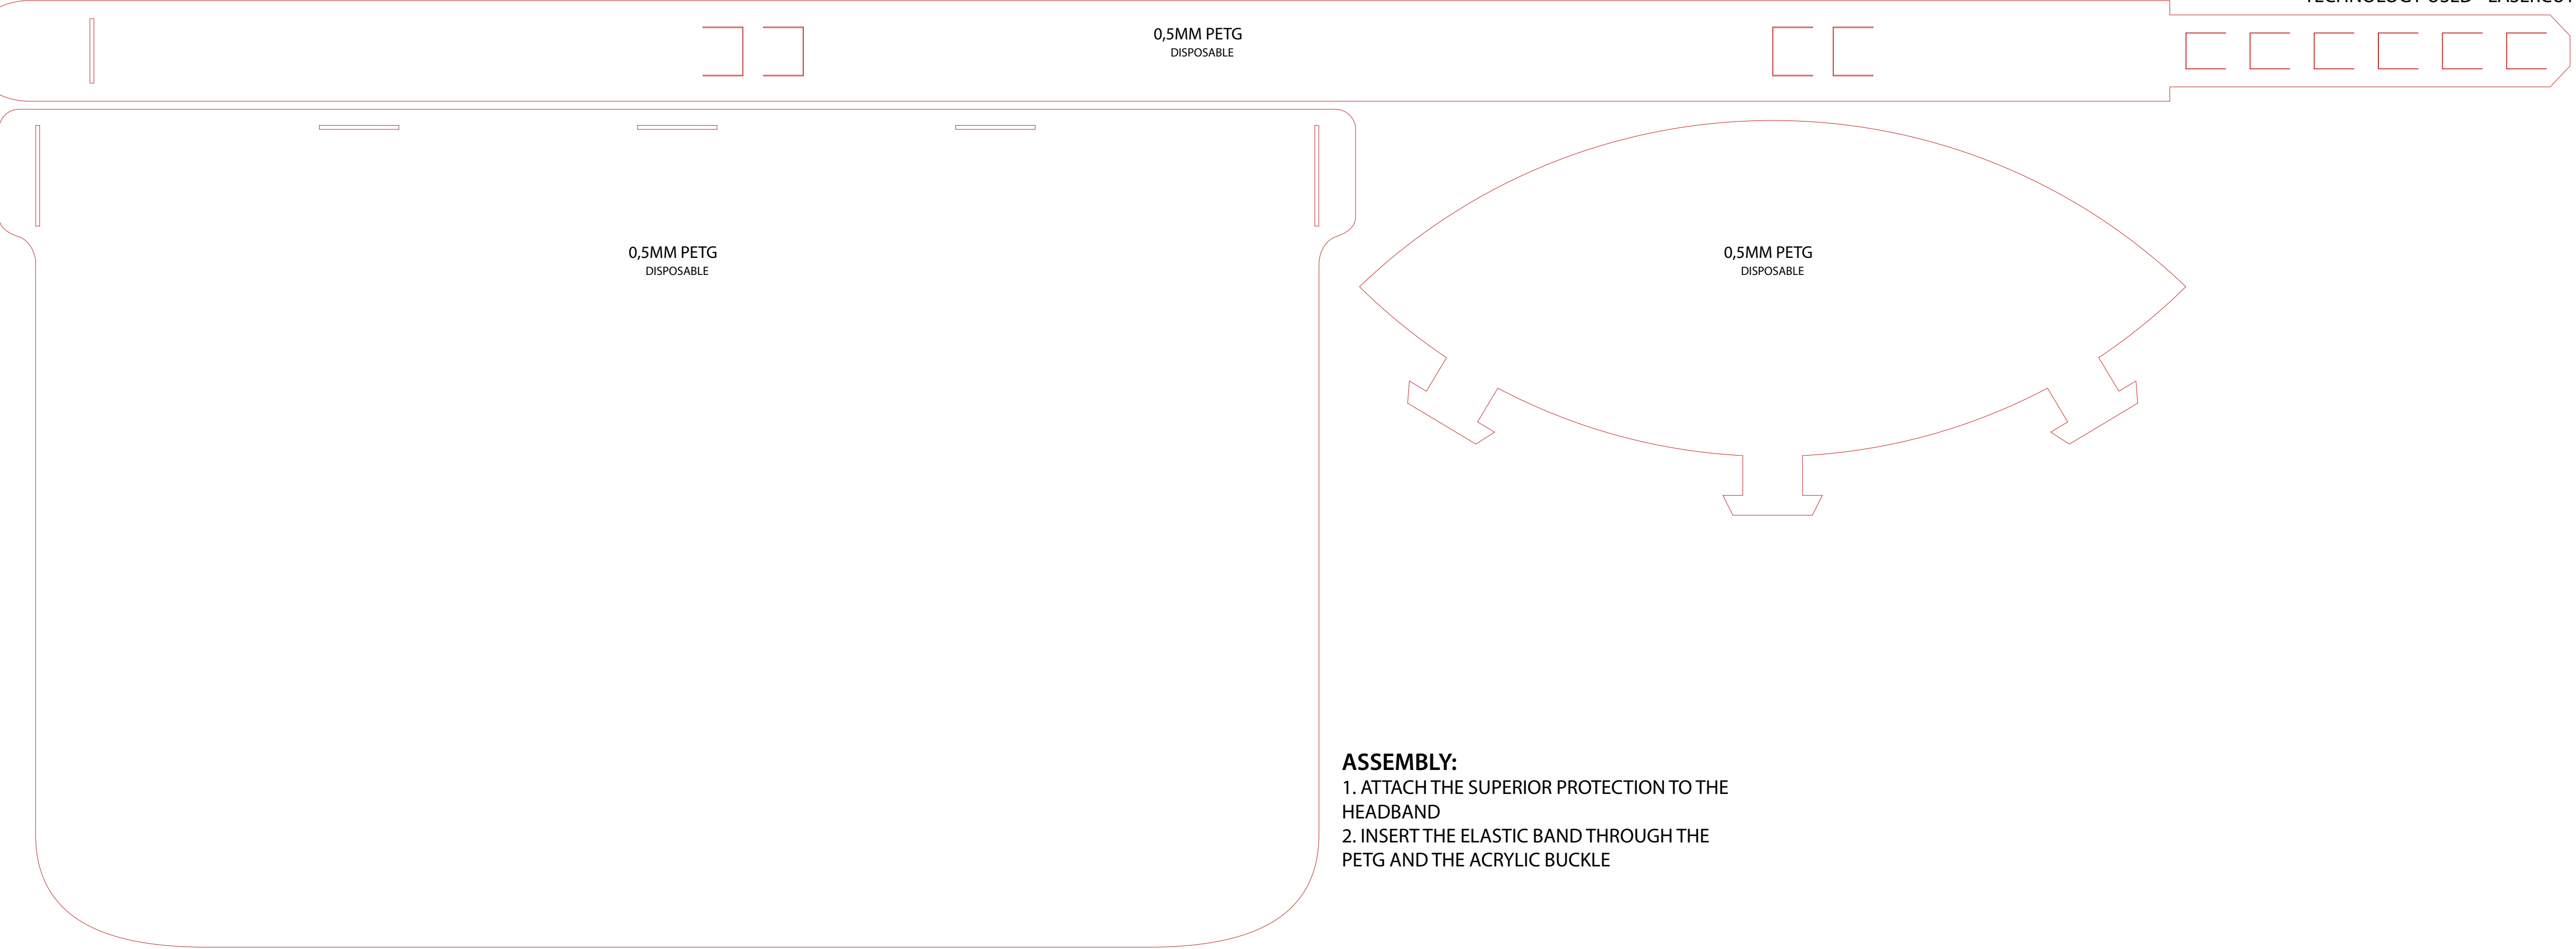 0,5MM PETG
DISPOSABLE
0,5MM PETG
DISPOSABLE
0,5MM PETG
DISPOSABLE
ASSEMBLY:
1. ATTACH THE SUPERIOR PROTECTION TO THE
HEADBAND
2. INSERT THE ELASTIC BAND THROUGH THE
PETG AND THE ACRYLIC BUCKLE